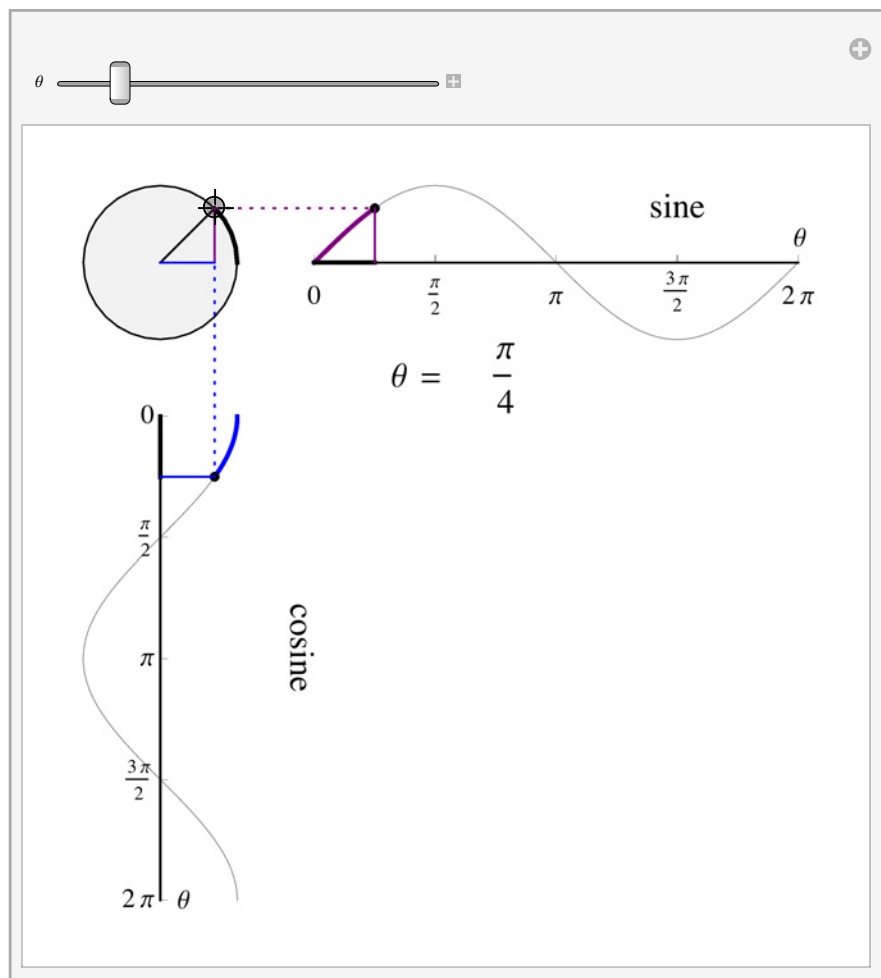 θ
sine
θ
0 π/2 π 3π/2 2π
θ = π/4
0
π/2
cosine
π
3π/2
2π θ